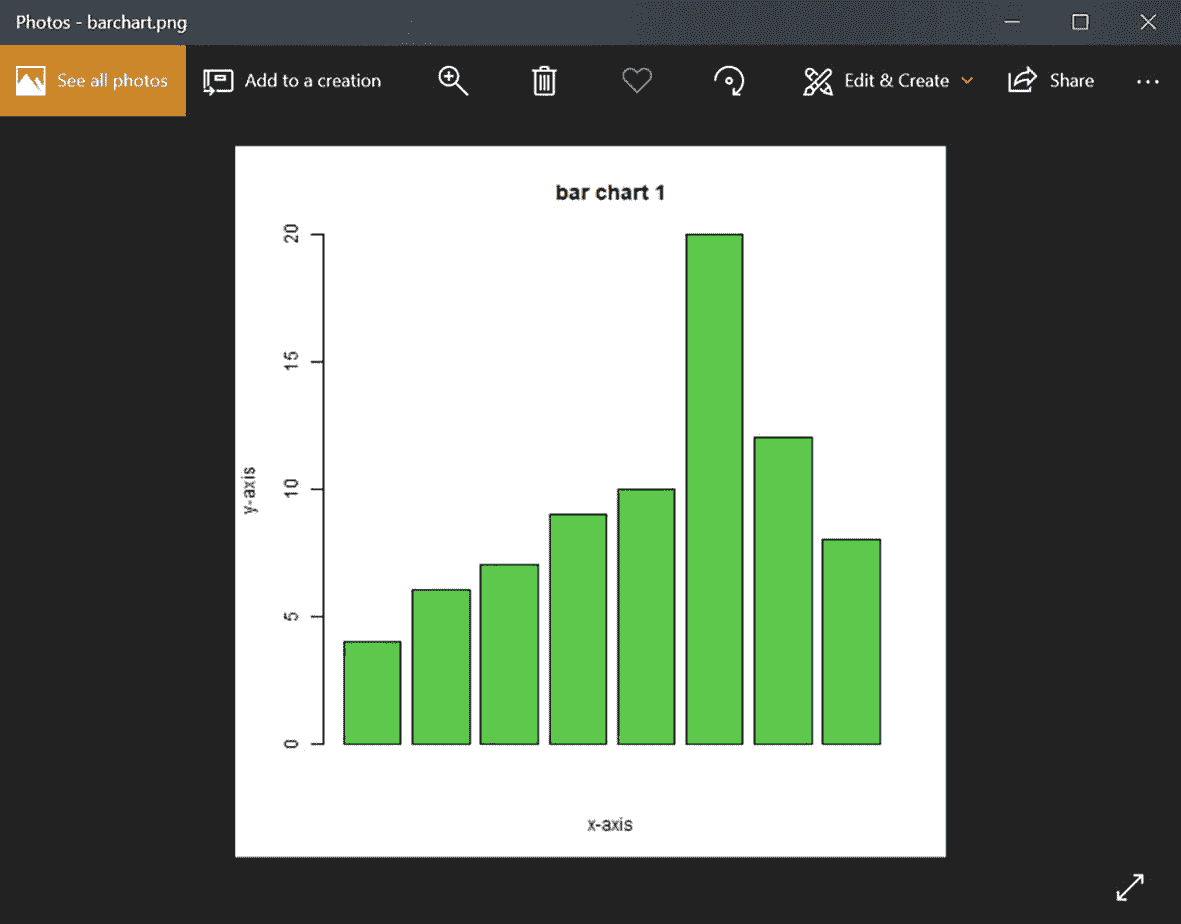 Photos - barchart.png
See all photos
Add to a creation
Edit & Create
Share
bar chart 1
20
15
10
5
0
y-axis
x-axis